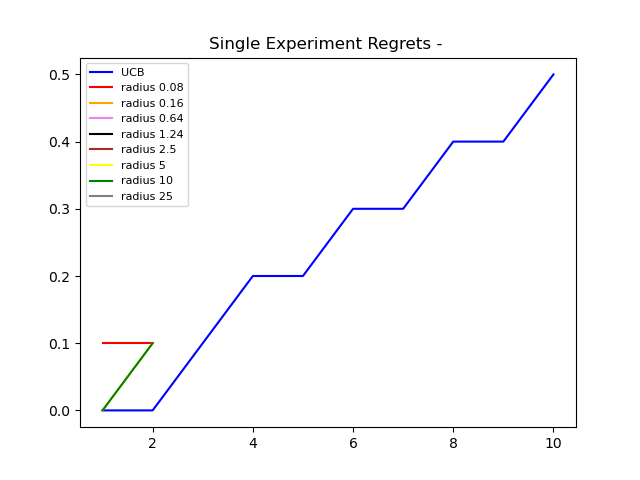 Single Experiment Regrets -
UCB
radius 0.08
radius 0.16
radius 0.64
radius 1.24
radius 2.5
radius 5
radius 10
radius 25
0.5
0.4
0.3
0.2
0.1
0.0
2 4 6 8 10